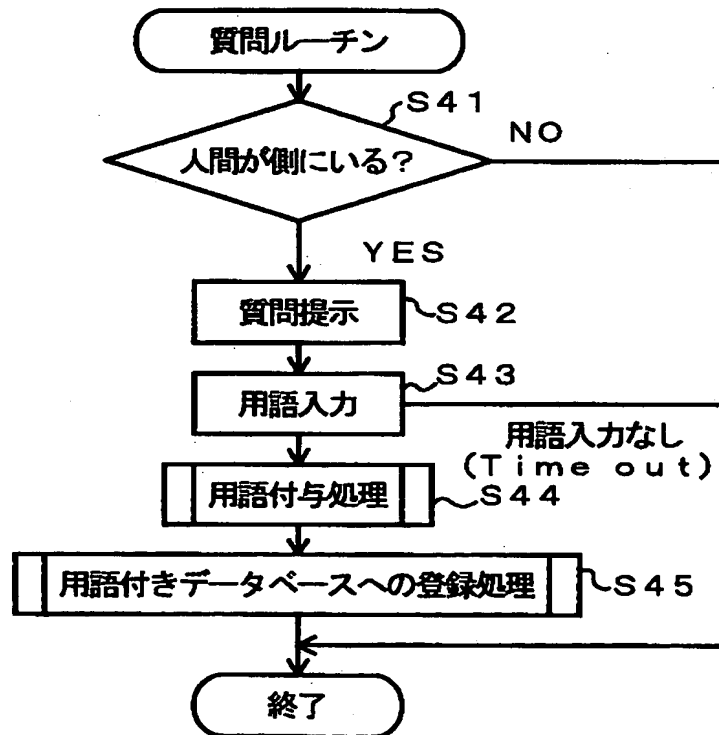 質問ルーチン
S41
人間が側にいる?
NO
YES
質問提示
S42
用語入力
S43
用語入力なし
(Time out)
用語付与処理
S44
用語付きデータベースへの登録処理
S45
終了